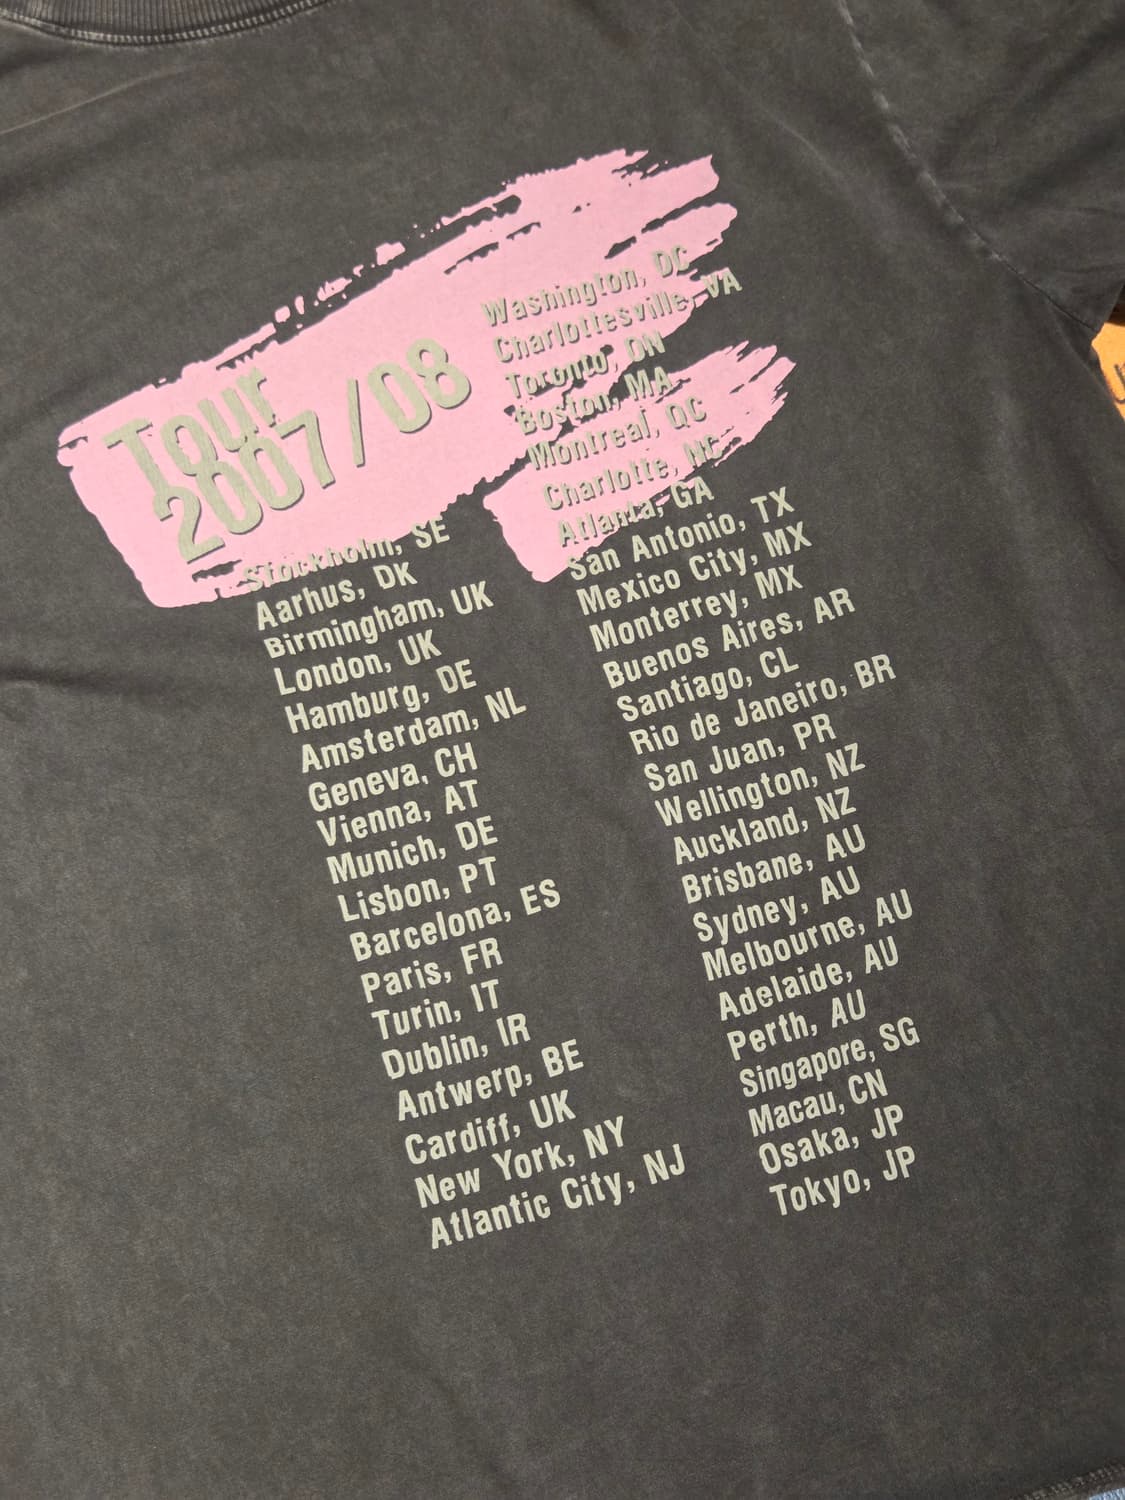 Tour
2007/08
Stockholm, SE
Aarhus, DK
Birmingham, UK
London, UK
Hamburg, DE
Amsterdam, NL
Geneva, CH
Vienna, AT
Munich, DE
Lisbon, PT
Barcelona, ES
Paris, FR
Turin, IT
Dublin, IR
Antwerp, BE
Cardiff, UK
New York, NY
Atlantic City, NJ
Washington, DC
Charlottesville, VA
Toronto, ON
Boston, MA
Montreal, QC
Charlotte, NC
Atlanta, GA
San Antonio, TX
Mexico City, MX
Monterrey, MX
Buenos Aires, AR
Santiago, CL
Rio de Janeiro, BR
San Juan, PR
Wellington, NZ
Auckland, NZ
Brisbane, AU
Sydney, AU
Melbourne, AU
Adelaide, AU
Perth, AU
Singapore, SG
Macau, CN
Osaka, JP
Tokyo, JP